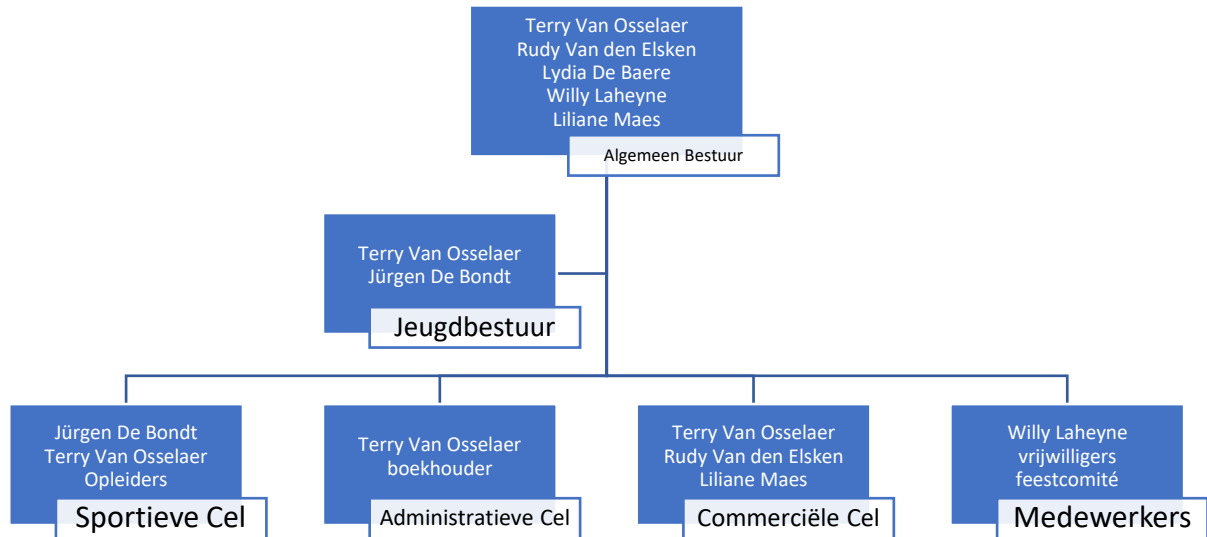 Terry Van Osselaer
Rudy Van den Elsken
Lydia De Baere
Willy Laheyne
Liliane Maes
Algemeen Bestuur
Terry Van Osselaer
Jürgen De Bondt
Jeugdbestuur
Jürgen De Bondt
Terry Van Osselaer
Opleiders
Sportieve Cel
Terry Van Osselaer
boekhouder
Administratieve Cel
Terry Van Osselaer
Rudy Van den Elsken
Liliane Maes
Commerciële Cel
Willy Laheyne
vrijwilligers
feestcomité
Medewerkers